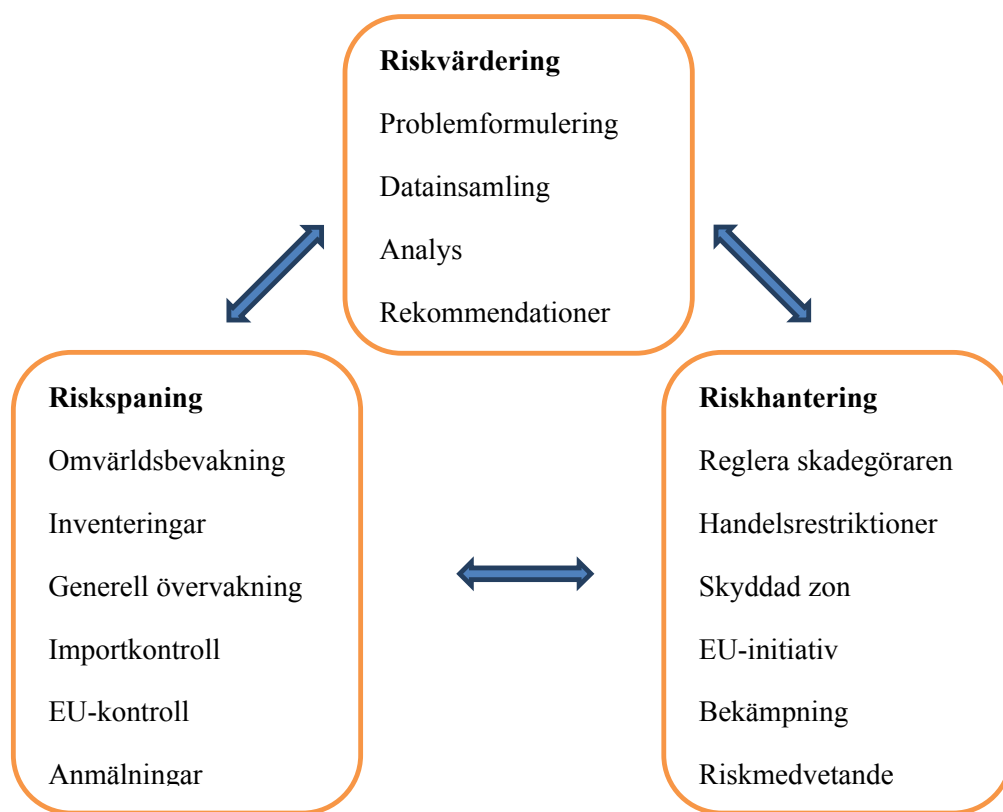 Riskvärdering
Problemformulering
Datainsamling
Analys
Rekommendationer
Riskspaning
Omvärldsbevakning
Inventeringar
Generell övervakning
Importkontroll
EU-kontroll
Anmälningar
Riskhantering
Reglera skadegöraren
Handelsrestriktioner
Skyddad zon
EU-initiativ
Bekämpning
Riskmedvetande